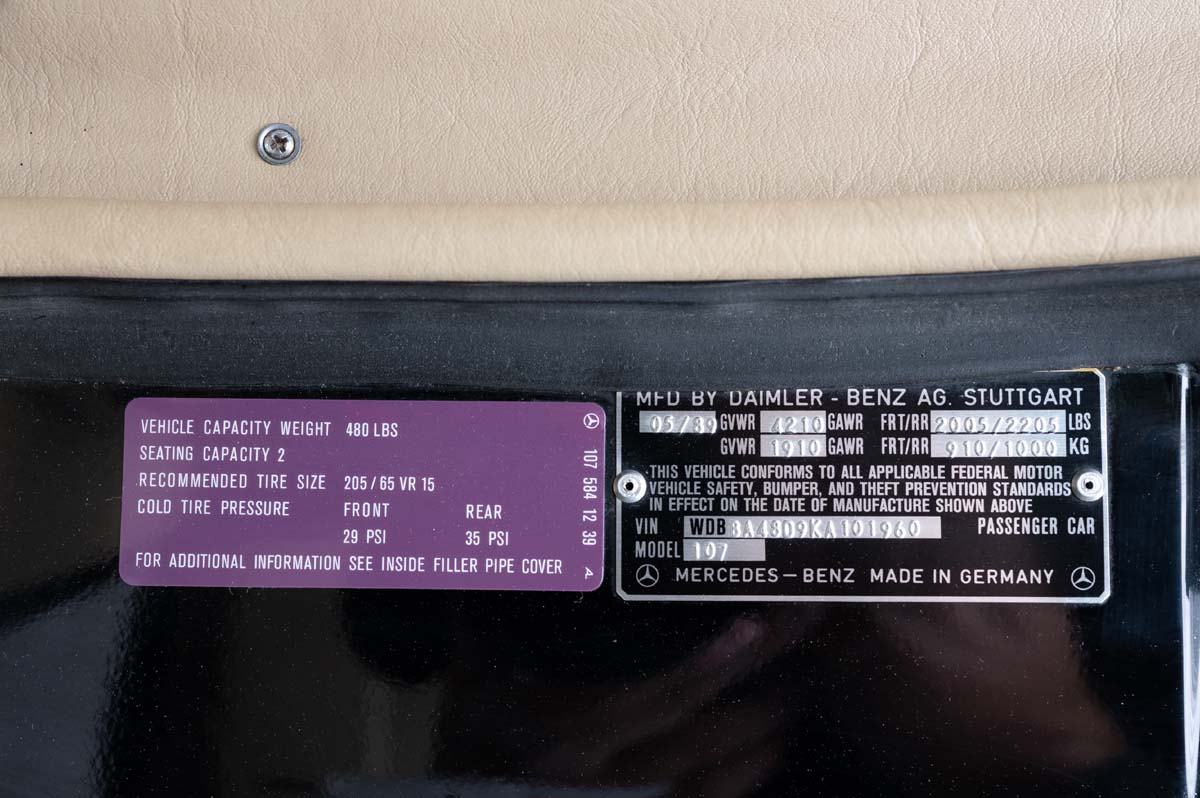 VEHICLE CAPACITY WEIGHT 480 LBS
SEATING CAPACITY 2
RECOMMENDED TIRE SIZE 205/65 VR 15
COLD TIRE PRESSURE FRONT REAR
29 PSI 35 PSI
FOR ADDITIONAL INFORMATION SEE INSIDE FILLER PIPE COVER
107 584 12 39 A
MFD BY DAIMLER - BENZ AG. STUTTGART
05/89 GVWR 4210 GAWR FRT/RR 2005/2205 LBS
GVWR 1910 GAWR FRT/RR 910/1000 KG
THIS VEHICLE CONFORMS TO ALL APPLICABLE FEDERAL MOTOR
VEHICLE SAFETY, BUMPER, AND THEFT PREVENTION STANDARDS
IN EFFECT ON THE DATE OF MANUFACTURE SHOWN ABOVE
VIN WDBBA48D9KA101960 PASSENGER CAR
MODEL 107
MERCEDES-BENZ MADE IN GERMANY